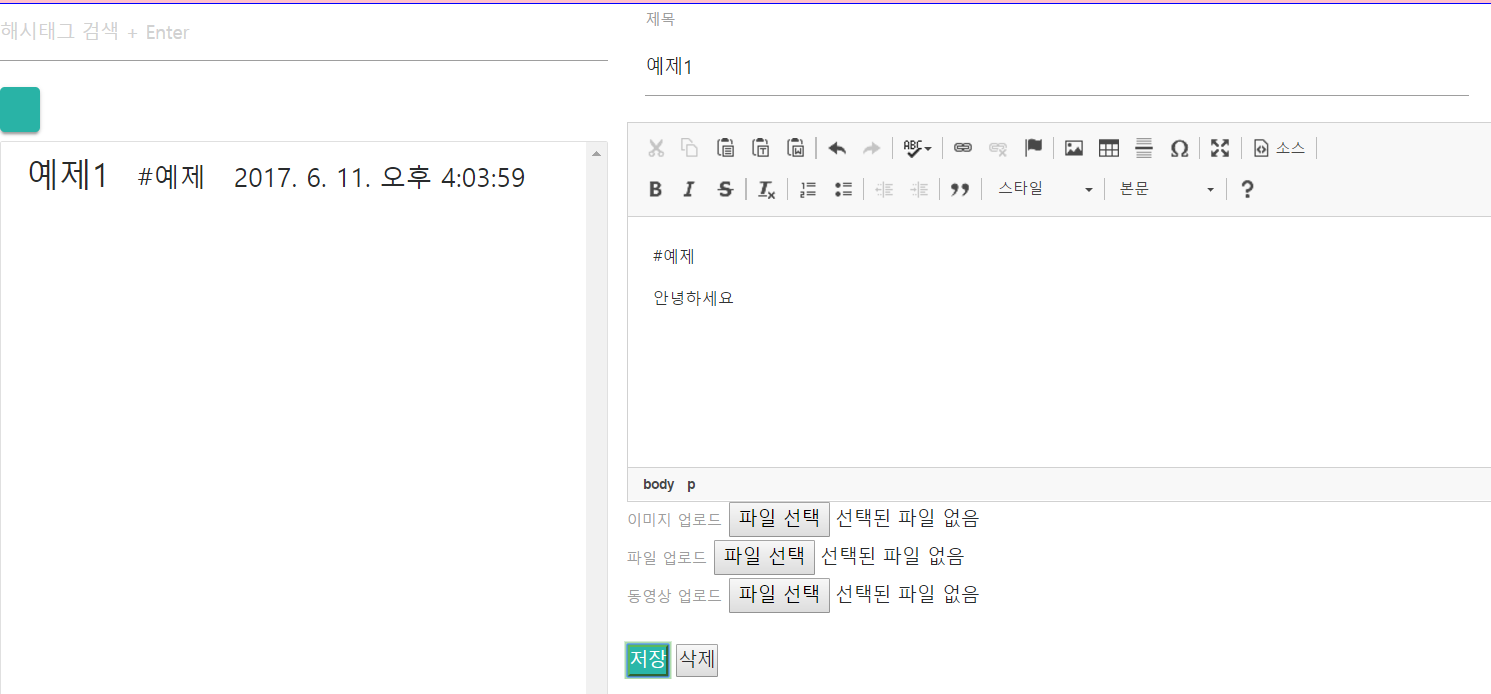 해시태그 검색 + Enter
예제1 #예제 2017. 6. 11. 오후 4:03:59
제목
예제1
ABC
소스
B I S Tx 스타일 본문 ?
#예제
안녕하세요
body p
이미지 업로드 파일 선택 선택된 파일 없음
파일 업로드 파일 선택 선택된 파일 없음
동영상 업로드 파일 선택 선택된 파일 없음
저장 삭제